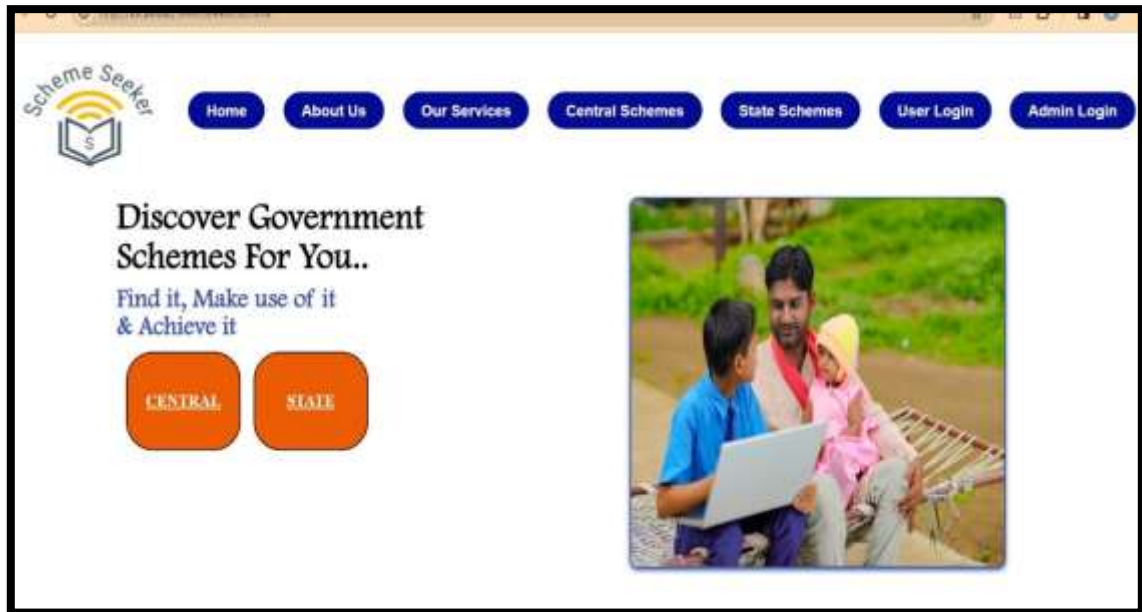 Scheme Seeker
S
Home
About Us
Our Services
Central Schemes
State Schemes
User Login
Admin Login
Discover Government
Schemes For You..
Find it, Make use of it
& Achieve it
CENTRAL
STATE